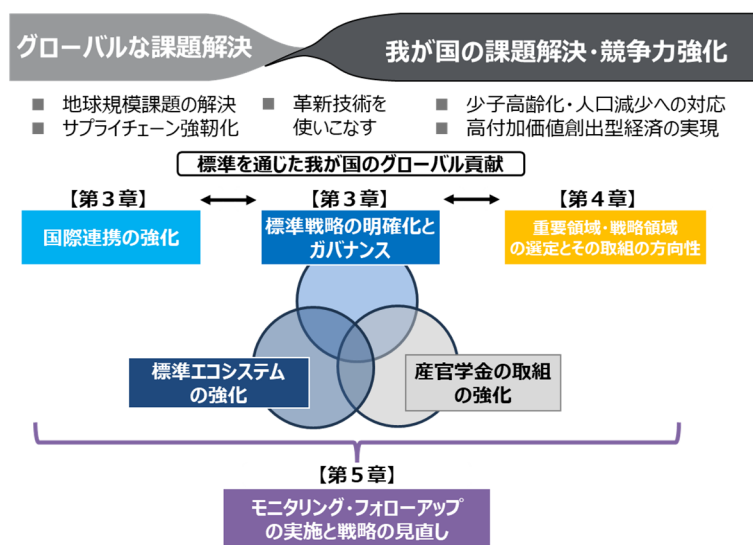 グローバルな課題解決
我が国の課題解決・競争力強化
■ 地球規模課題の解決
■ サプライチェーン強靭化
■ 革新技術を
使いこなす
■ 少子高齢化・人口減少への対応
■ 高付加価値創出型経済の実現
標準を通じた我が国のグローバル貢献
【第３章】
国際連携の強化
【第３章】
標準戦略の明確化と
ガバナンス
【第４章】
重要領域・戦略領域
の選定とその取組の方向性
標準エコシステム
の強化
産官学金の取組
の強化
【第５章】
モニタリング・フォローアップ
の実施と戦略の見直し